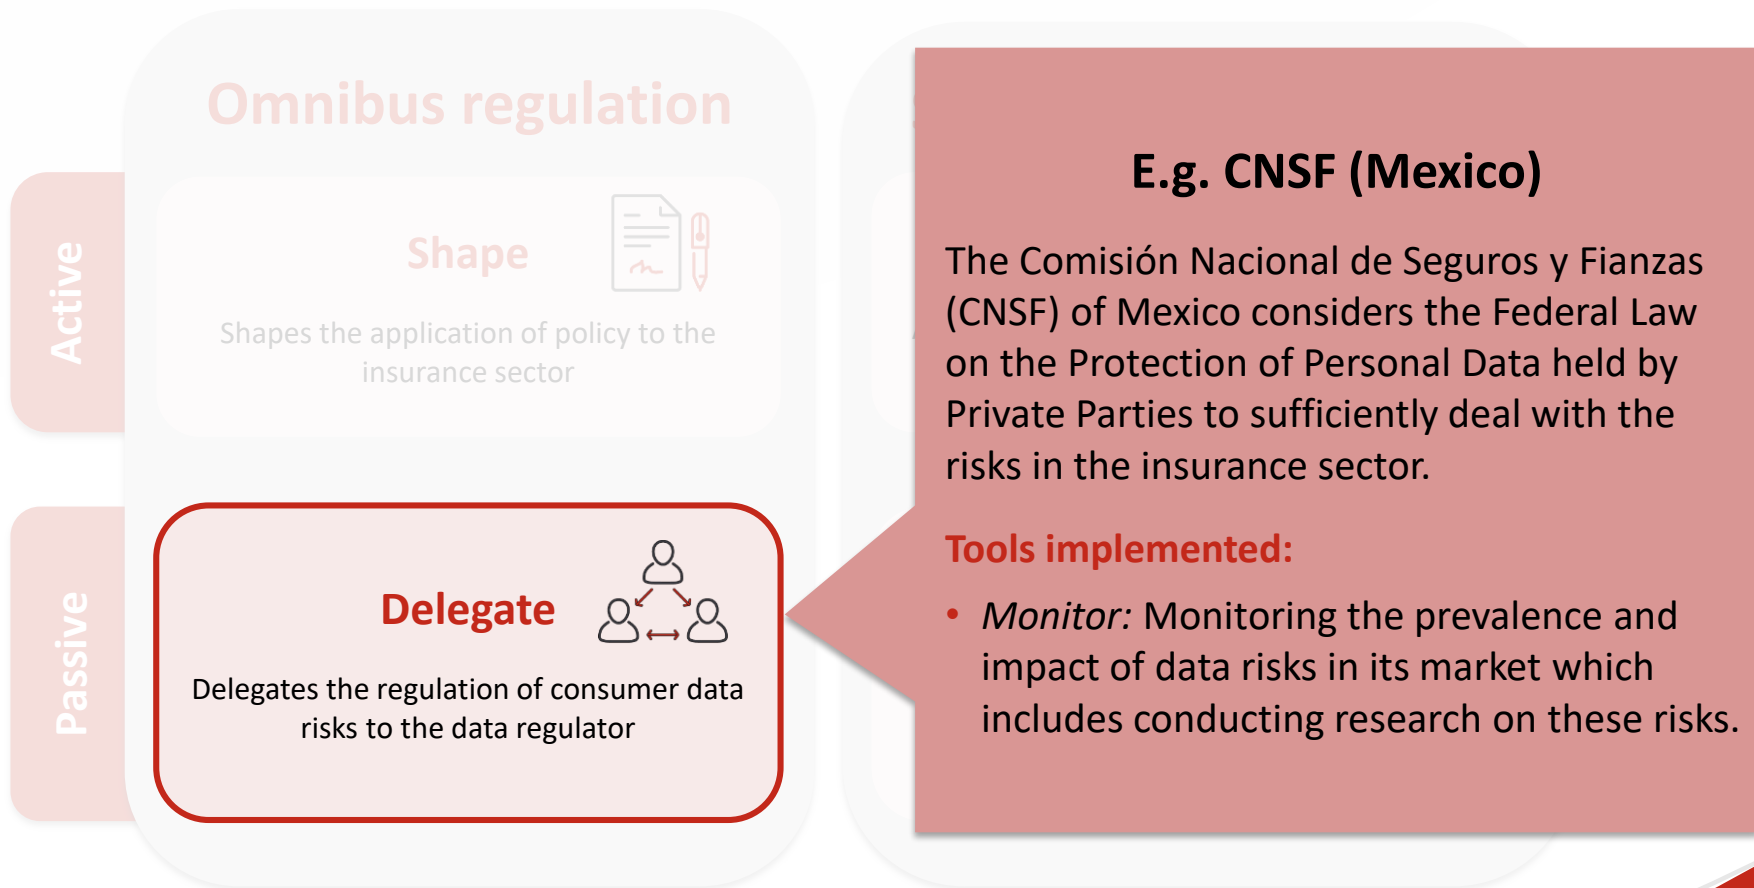 Omnibus regulation
Active
Shape
Shapes the application of policy to the
insurance sector
Passive
Delegate
Delegates the regulation of consumer data
risks to the data regulator
E.g. CNSF (Mexico)
The Comisión Nacional de Seguros y Fianzas
(CNSF) of Mexico considers the Federal Law
on the Protection of Personal Data held by
Private Parties to sufficiently deal with the
risks in the insurance sector.
Tools implemented:
• Monitor: Monitoring the prevalence and
impact of data risks in its market which
includes conducting research on these risks.